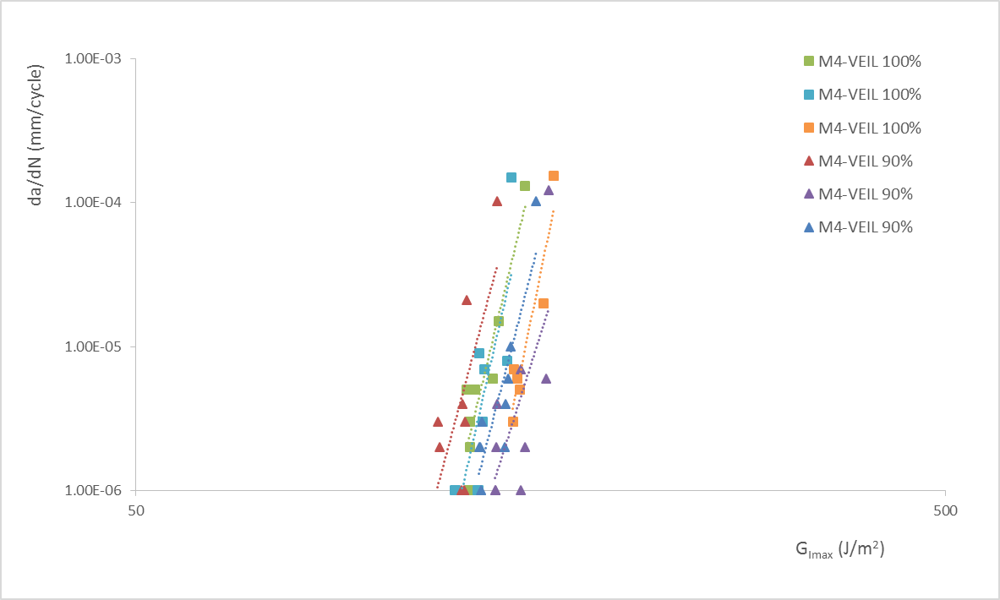 1.00E-03
1.00E-04
1.00E-05
1.00E-06
da/dN (mm/cycle)
50
500
GImax (J/m²)
M4-VEIL 100%
M4-VEIL 100%
M4-VEIL 100%
M4-VEIL 90%
M4-VEIL 90%
M4-VEIL 90%